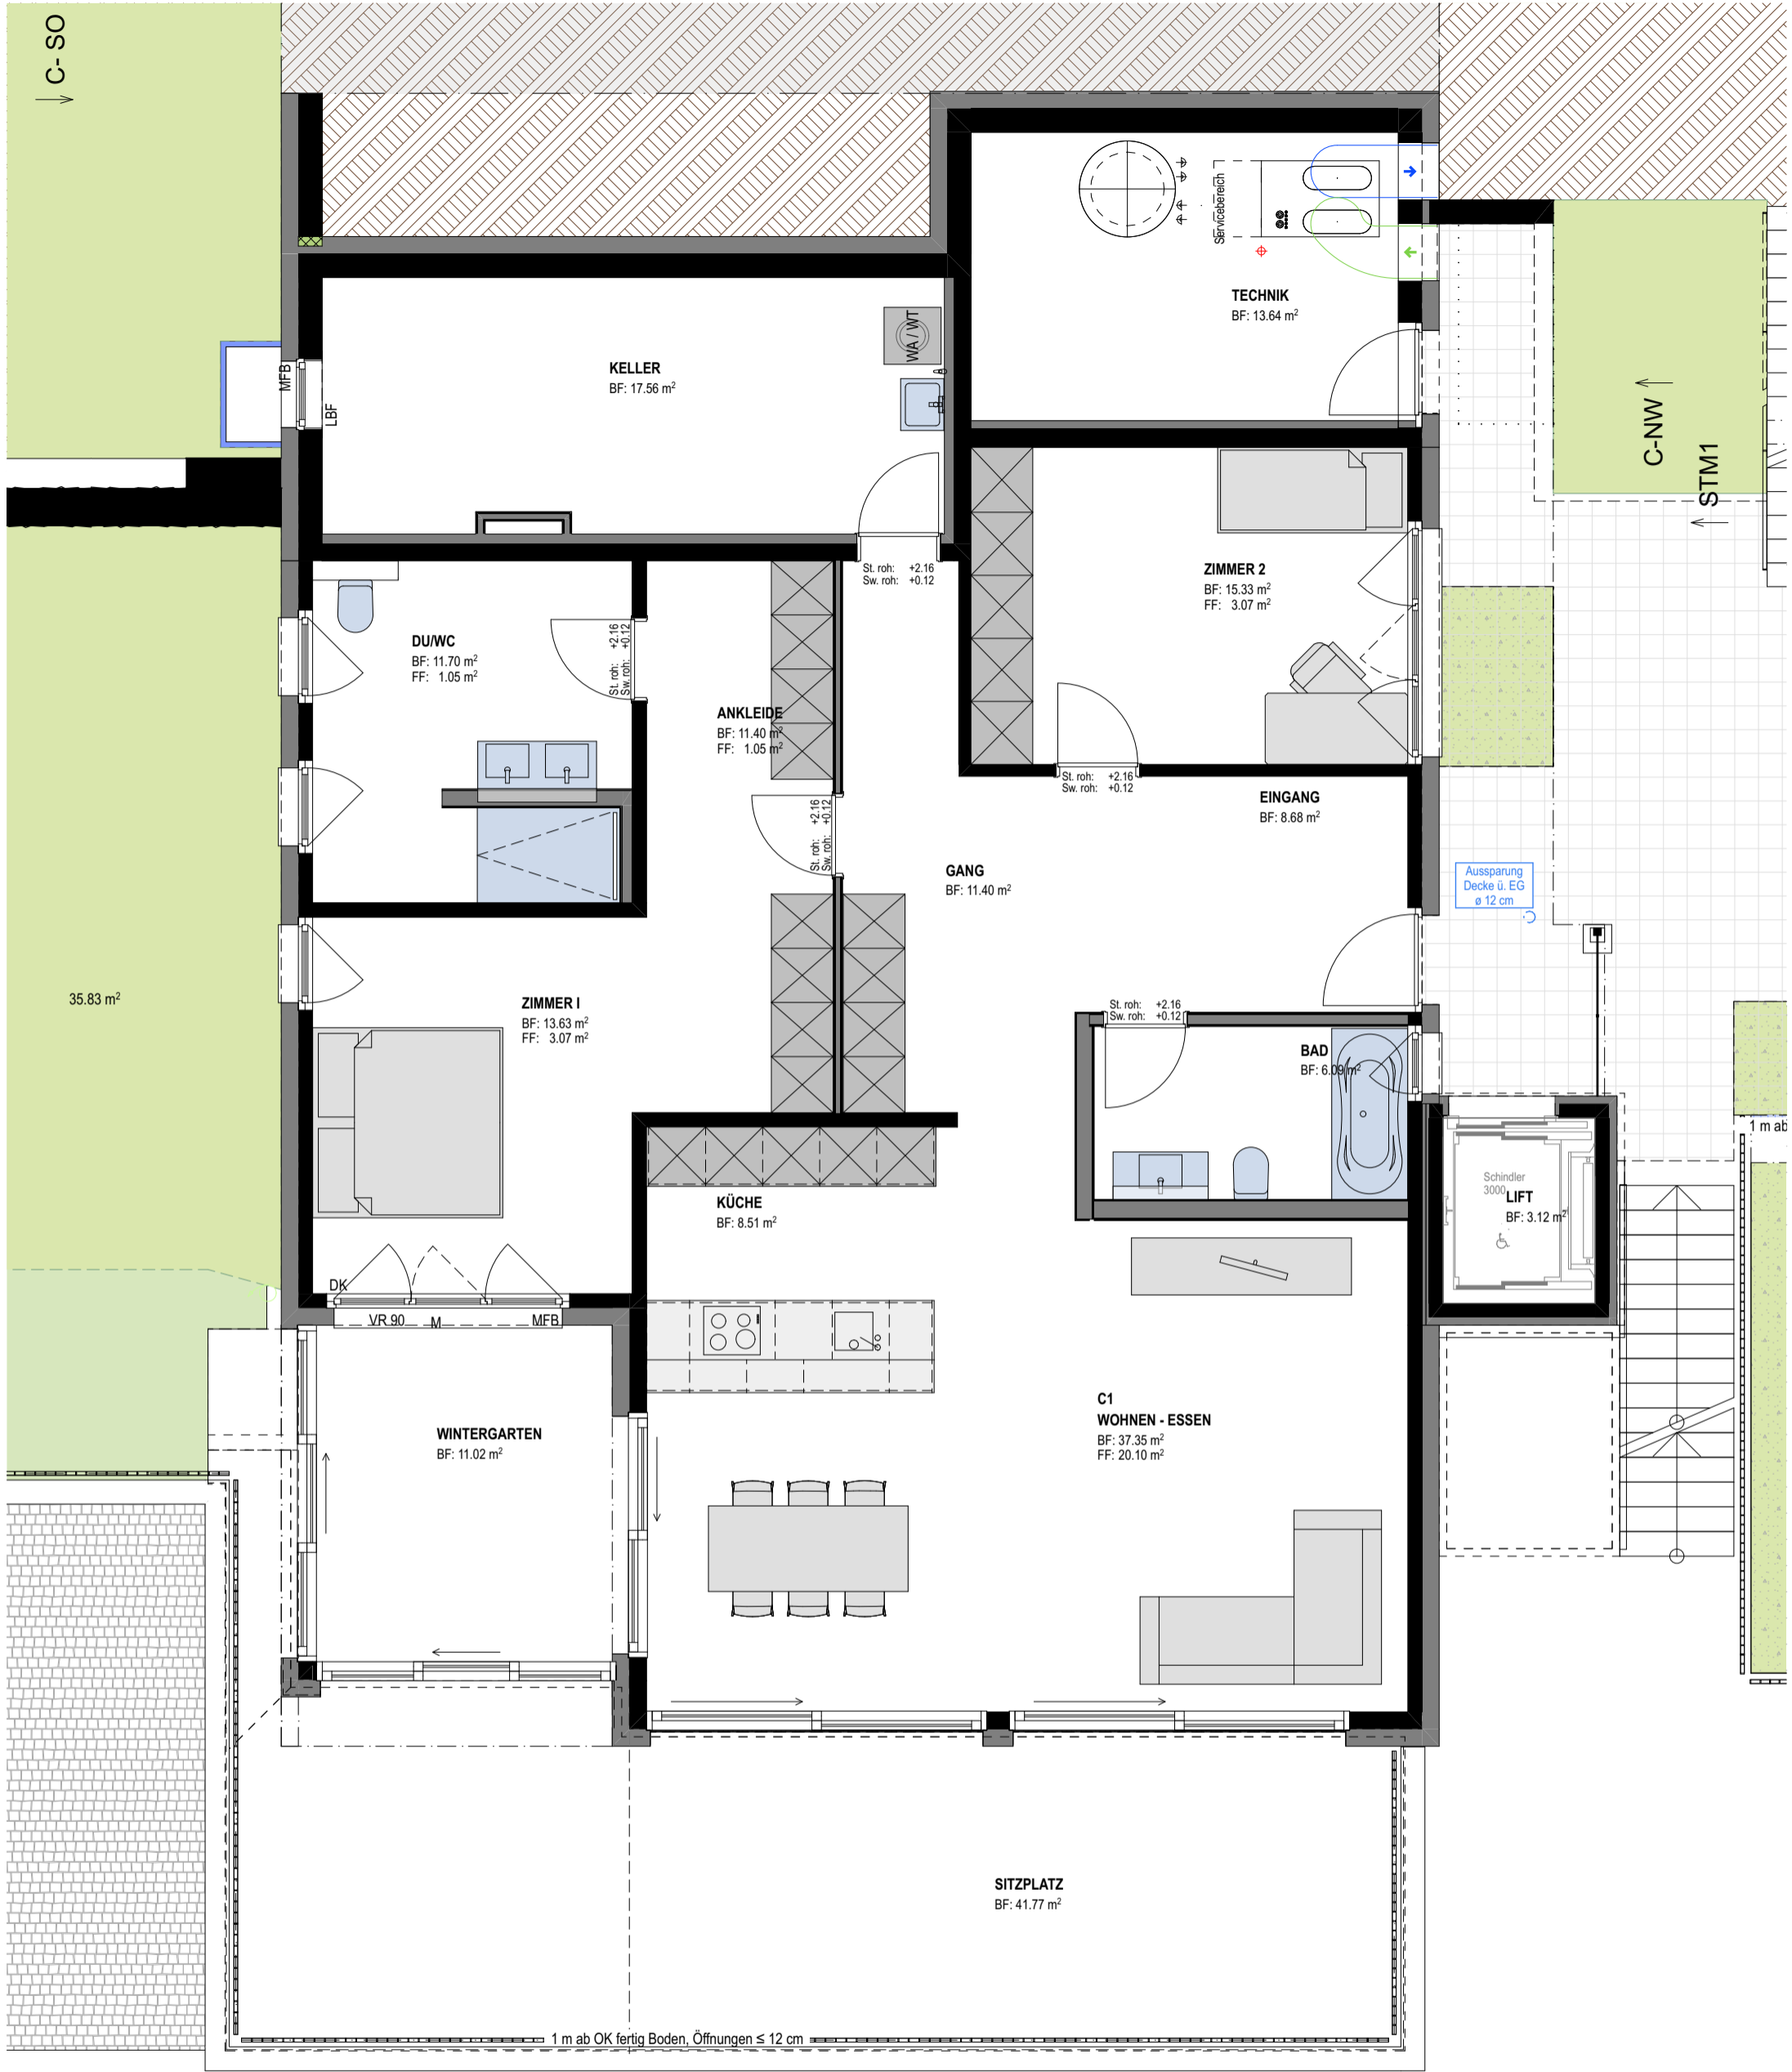 C- SO
Servicebereich
TECHNIK
BF: 13.64 m²
KELLER
BF: 17.56 m²
WA / WT
MFB
LBF
C-NW
STM1
St. roh: +2.16
Sw. roh: +0.12
ZIMMER 2
BF: 15.33 m²
FF: 3.07 m²
DU/WC
BF: 11.70 m²
FF: 1.05 m²
St. roh: +2.16
Sw. roh: +0.12
ANKLEIDE
BF: 11.40 m²
FF: 1.05 m²
St. roh: +2.16
Sw. roh: +0.12
St. roh: +2.16
Sw. roh: +0.12
EINGANG
BF: 8.68 m²
GANG
BF: 11.40 m²
Aussparung
Decke ü. EG
ø 12 cm
35.83 m²
ZIMMER I
BF: 13.63 m²
FF: 3.07 m²
St. roh: +2.16
Sw. roh: +0.12
BAD
BF: 6.09 m²
1 m ab
Schindler
3000
LIFT
BF: 3.12 m²
KÜCHE
BF: 8.51 m²
DK
VR 90
M
MFB
C1
WOHNEN - ESSEN
BF: 37.35 m²
FF: 20.10 m²
WINTERGARTEN
BF: 11.02 m²
SITZPLATZ
BF: 41.77 m²
1 m ab OK fertig Boden, Öffnungen ≤ 12 cm